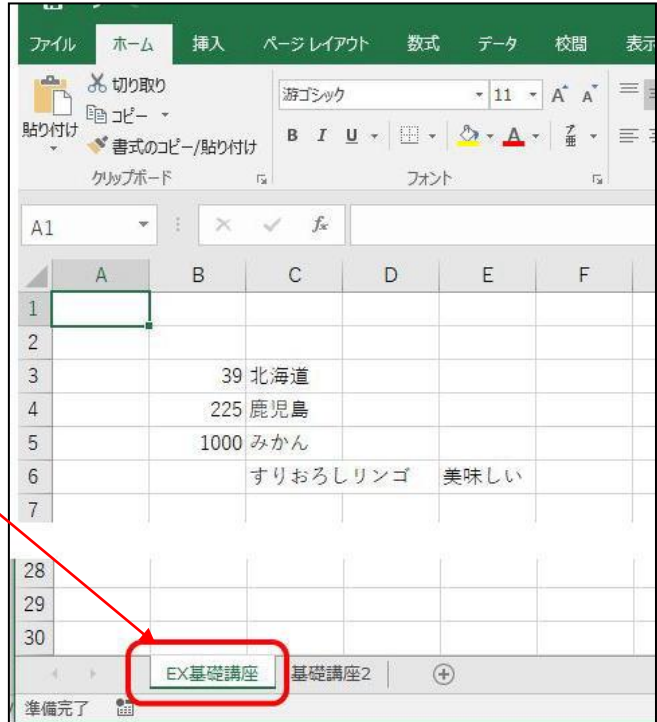 ファイル ホーム 挿入 ページ レイアウト 数式 データ 校閲 表示
切り取り
コピー
貼り付け
書式のコピー/貼り付け
游ゴシック 11 A A
B I U A
クリップボード フォント
A1 fx
A B C D E F
1
2
3 39 北海道
4 225 鹿児島
5 1000 みかん
6 すりおろしリンゴ 美味しい
7
28
29
30
EX基礎講座 基礎講座2
準備完了